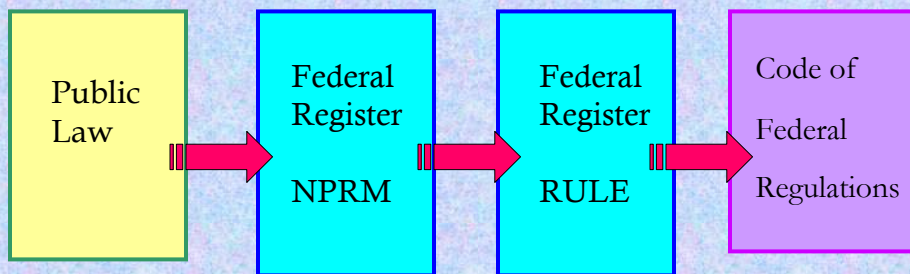 Public
Law
Federal
Register
NPRM
Federal
Register
RULE
Code of
Federal
Regulations